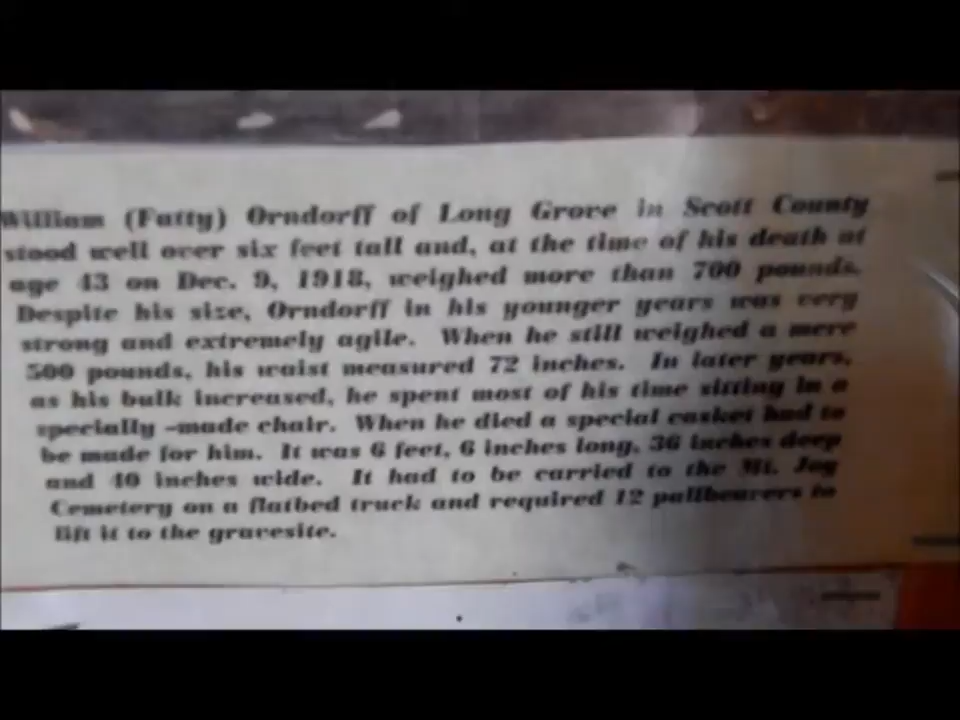 William (Fatty) Orndorff of Long Grove in Scott County
stood well over six feet tall and, at the time of his death at
age 43 on Dec. 9, 1918, weighed more than 700 pounds.
Despite his size, Orndorff in his younger years was very
strong and extremely agile. When he still weighed a mere
500 pounds, his waist measured 72 inches. In later years,
as his bulk increased, he spent most of his time sitting in a
specially -made chair. When he died a special casket had to
be made for him. It was 6 feet, 6 inches long, 36 inches deep
and 40 inches wide. It had to be carried to the Mt. Joy
Cemetery on a flatbed truck and required 12 pallbearers to
lift it to the gravesite.